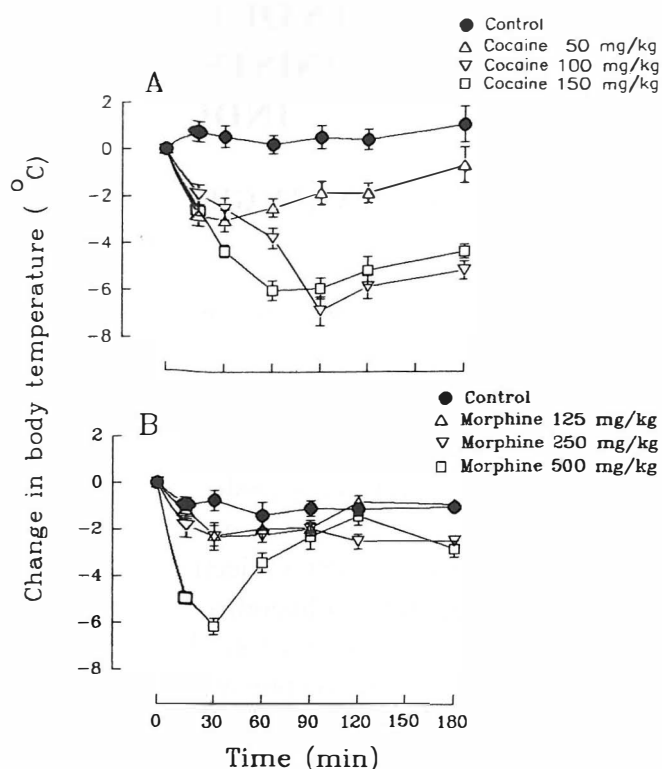 Control
Cocaine 50 mg/kg
Cocaine 100 mg/kg
Cocaine 150 mg/kg
A
2
0
-2
-4
-6
-8
Change in body temperature ( °C)
Control
Morphine 125 mg/kg
Morphine 250 mg/kg
Morphine 500 mg/kg
B
2
0
-2
-4
-6
-8
0 30 60 90 120 150 180
Time (min)